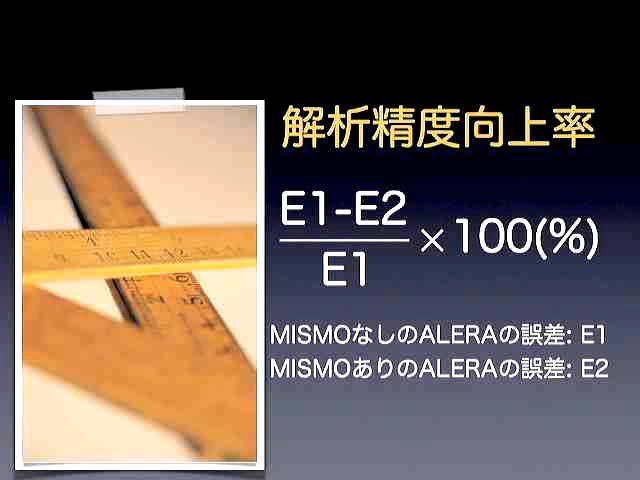 解析精度向上率
E1-E2
E1
×100(%)
MISMOなしのALERAの誤差: E1
MISMOありのALERAの誤差: E2